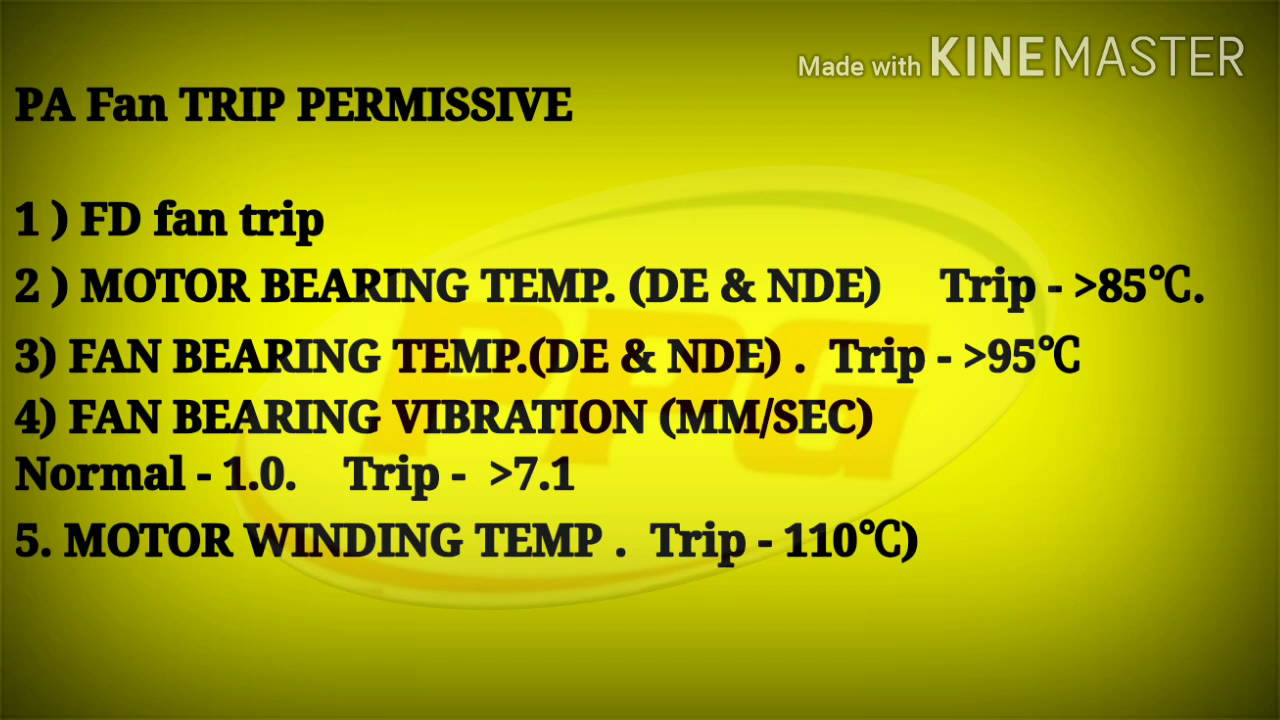 Made with KINEMASTER
PA Fan TRIP PERMISSIVE
1 ) FD fan trip
2 ) MOTOR BEARING TEMP. (DE & NDE) Trip - >85℃.
3) FAN BEARING TEMP.(DE & NDE) . Trip - >95℃
4) FAN BEARING VIBRATION (MM/SEC)
Normal - 1.0. Trip - >7.1
5. MOTOR WINDING TEMP . Trip - 110℃)
PPG